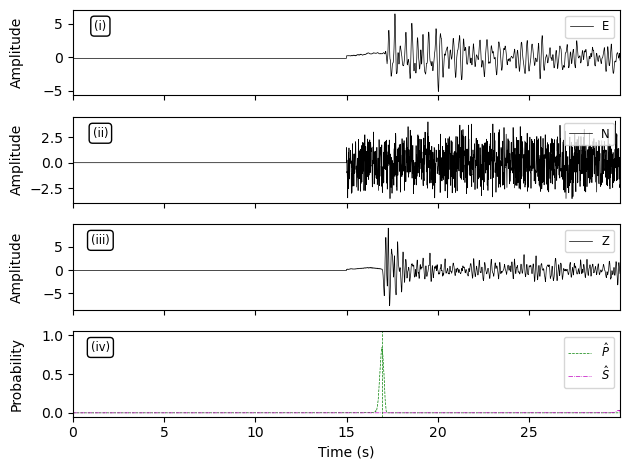 Amplitude
5
0
−5
(i)
E
Amplitude
2.5
0.0
−2.5
(ii)
N
Amplitude
5
0
−5
(iii)
Z
Probability
1.0
0.5
0.0
(iv)
P̂
Ŝ
0 5 10 15 20 25
Time (s)